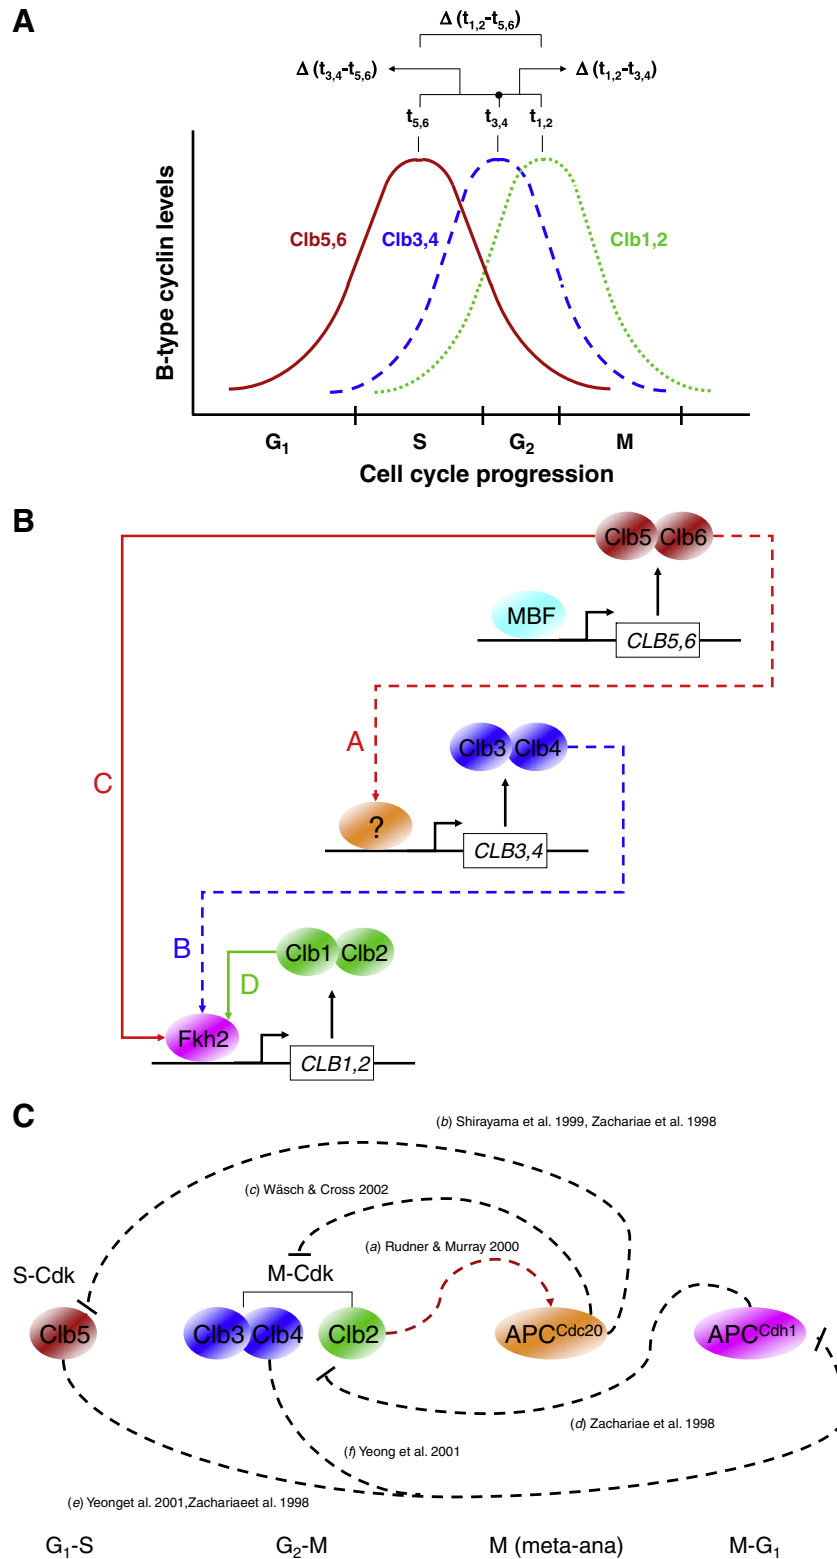 A
Δ (t1,2-t5,6)
Δ (t3,4-t5,6) Δ (t1,2-t3,4)
t5,6 t3,4 t1,2
B-type cyclin levels
Clb5,6 Clb3,4 Clb1,2
G1 S G2 M
Cell cycle progression
B
Clb5 Clb6
MBF
CLB5,6
A
Clb3 Clb4
C
?
CLB3,4
B
Clb1 Clb2
D
Fkh2
CLB1,2
C
(b) Shirayama et al. 1999, Zachariae et al. 1998
(c) Wäsch & Cross 2002
(a) Rudner & Murray 2000
S-Cdk M-Cdk
Clb5 Clb3 Clb4 Clb2 APCCdc20 APCCdh1
(d) Zachariae et al. 1998
(f) Yeong et al. 2001
(e) Yeonget al. 2001,Zachariaeet al. 1998
G1-S G2-M M (meta-ana) M-G1